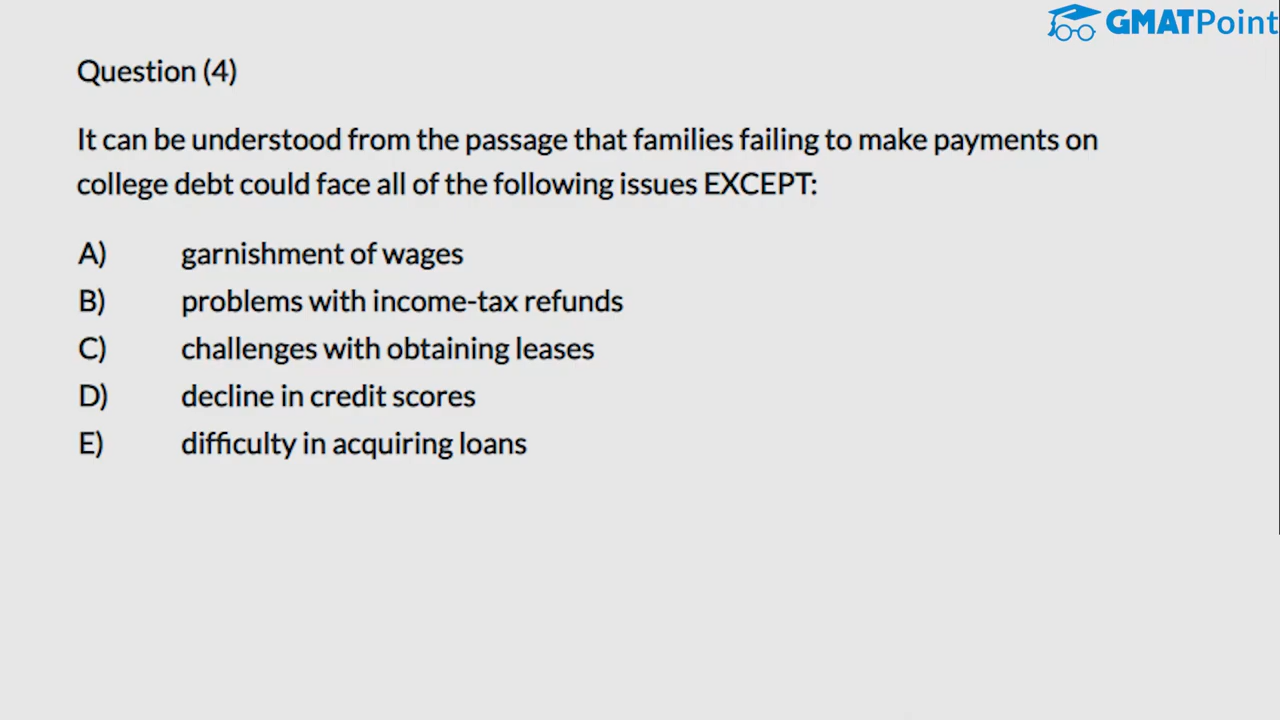 GMATPoint
Question (4)
It can be understood from the passage that families failing to make payments on
college debt could face all of the following issues EXCEPT:
A) garnishment of wages
B) problems with income-tax refunds
C) challenges with obtaining leases
D) decline in credit scores
E) difficulty in acquiring loans